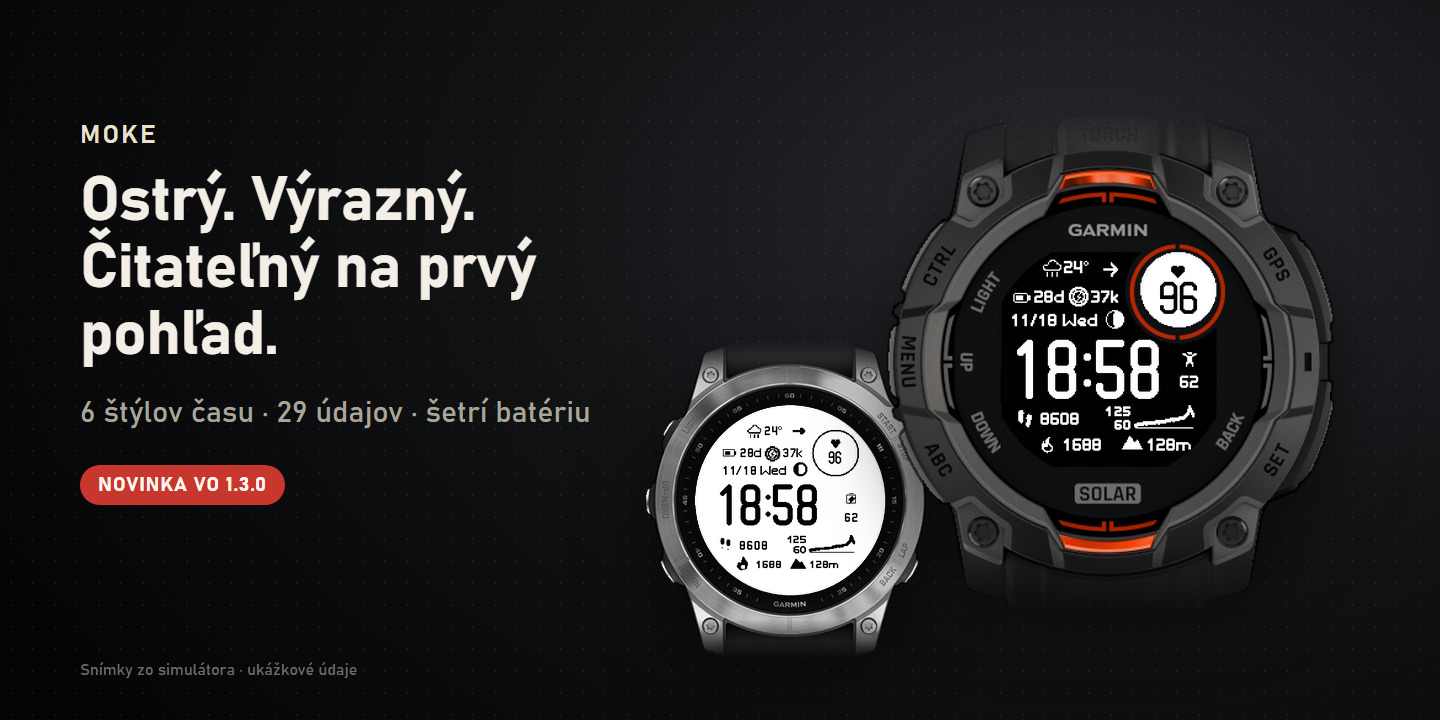 MOKE
Ostrý. Výrazný.
Čitateľný na prvý
pohľad.
6 štýlov času · 29 údajov · šetrí batériu
NOVINKA VO 1.3.0
Snímky zo simulátora · ukážkové údaje
TORCH
GARMIN
CTRL
LIGHT
GPS
MENU
UP
DOWN
ABC
BACK
SET
24°
96
28d 37k
11/18 Wed
18:58
62
8608
125
60
1688
128m
SOLAR
START
24°
96
28d 37k
11/18 Wed
18:58
62
8608
125
60
1688
128m
UP·MENU
BACK LAP
GARMIN